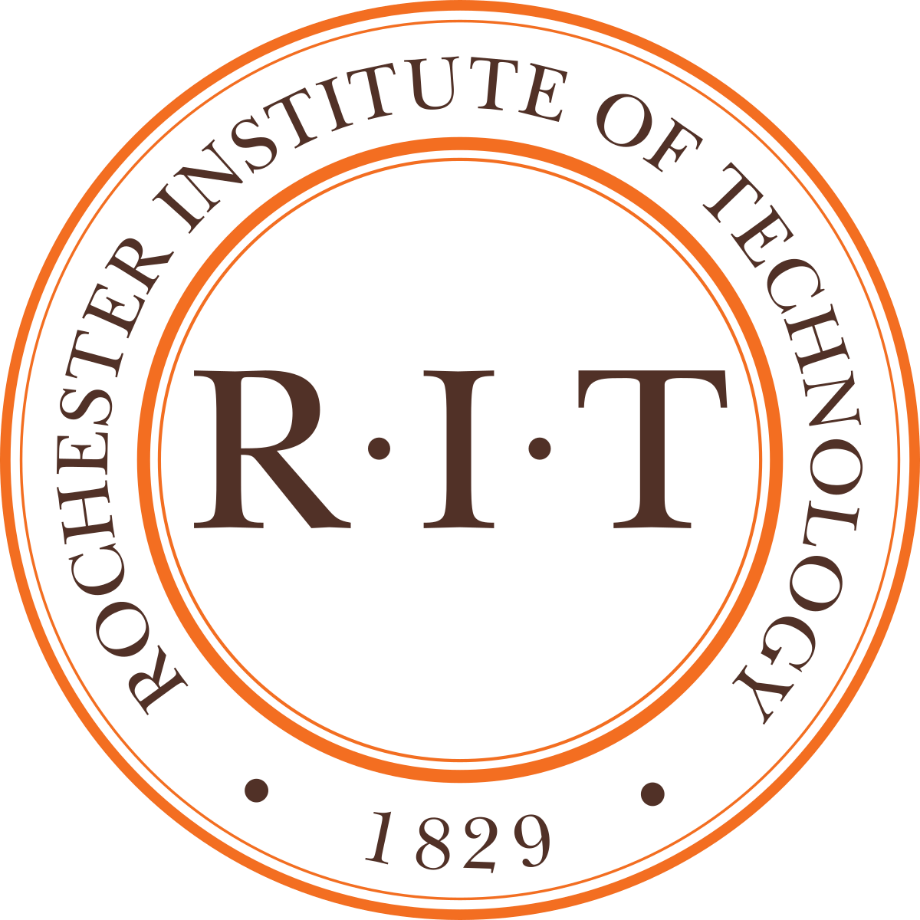 ROCHESTER INSTITUTE OF TECHNOLOGY
R·I·T
• 1829 •